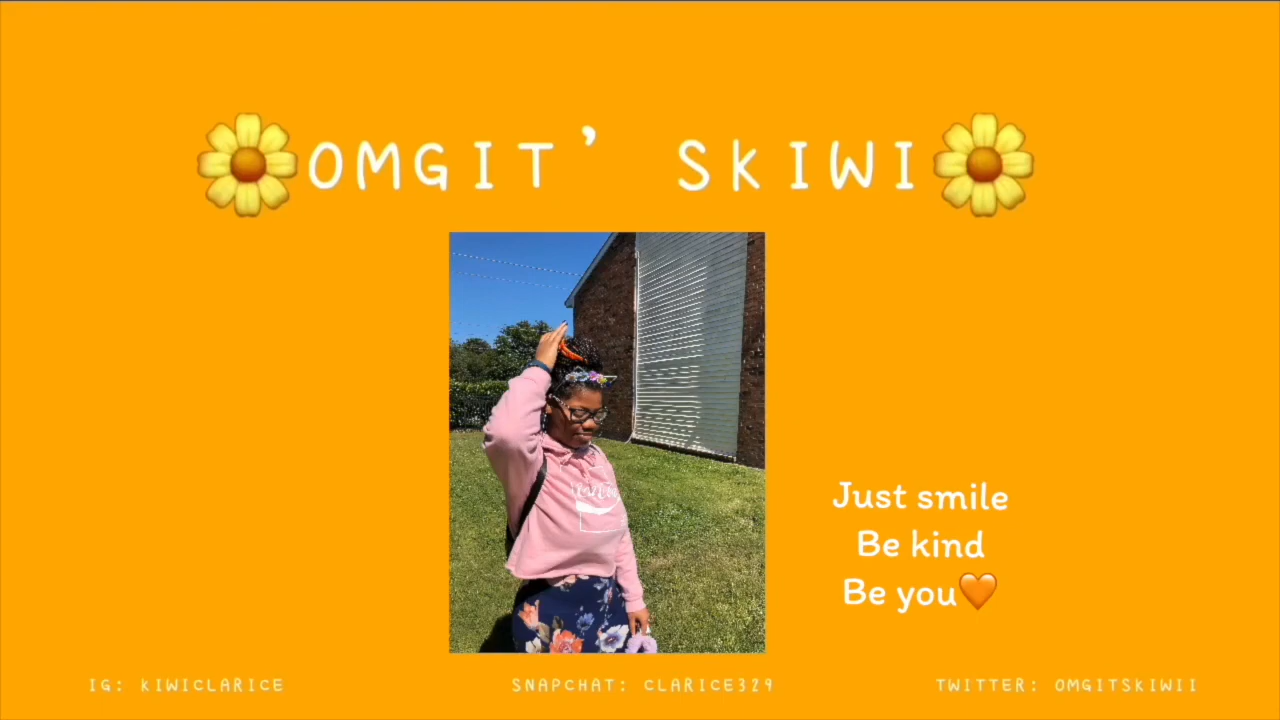 OMGIT' SKIWI
Just smile
Be kind
Be you🧡
IG: KIWICLARICE
SNAPCHAT: CLARICE329
TWITTER: OMGITSKIWII